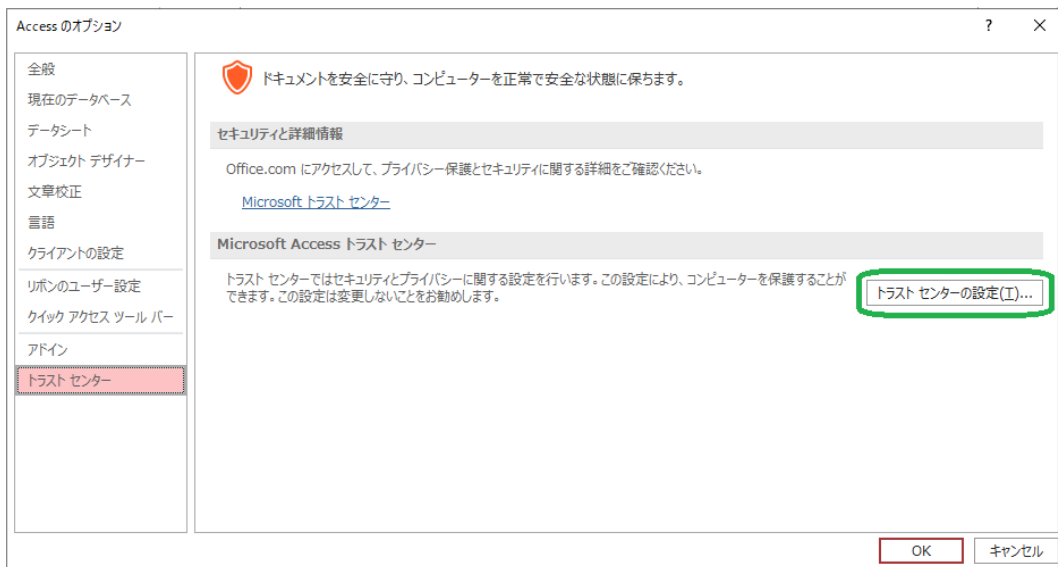 Access のオプション
? ×
全般
現在のデータベース
データシート
オブジェクト デザイナー
文章校正
言語
クライアントの設定
リボンのユーザー設定
クイック アクセス ツール バー
アドイン
トラスト センター
ドキュメントを安全に守り、コンピューターを正常で安全な状態に保ちます。
セキュリティと詳細情報
Office.com にアクセスして、プライバシー保護とセキュリティに関する詳細をご確認ください。
Microsoft トラスト センター
Microsoft Access トラスト センター
トラスト センターではセキュリティとプライバシーに関する設定を行います。この設定により、コンピューターを保護することが
できます。この設定は変更しないことをお勧めします。
トラスト センターの設定(T)...
OK
キャンセル